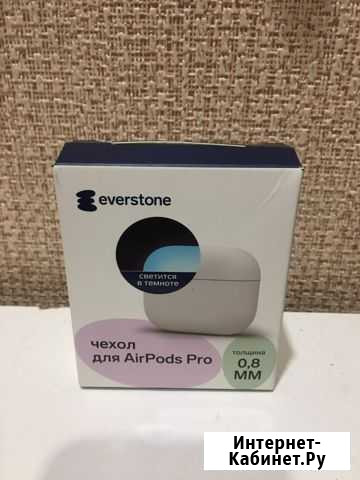 everstone
светится
в темноте
чехол
для AirPods Pro
толщина
0,8
мм
Интернет-
Кабинет.Ру